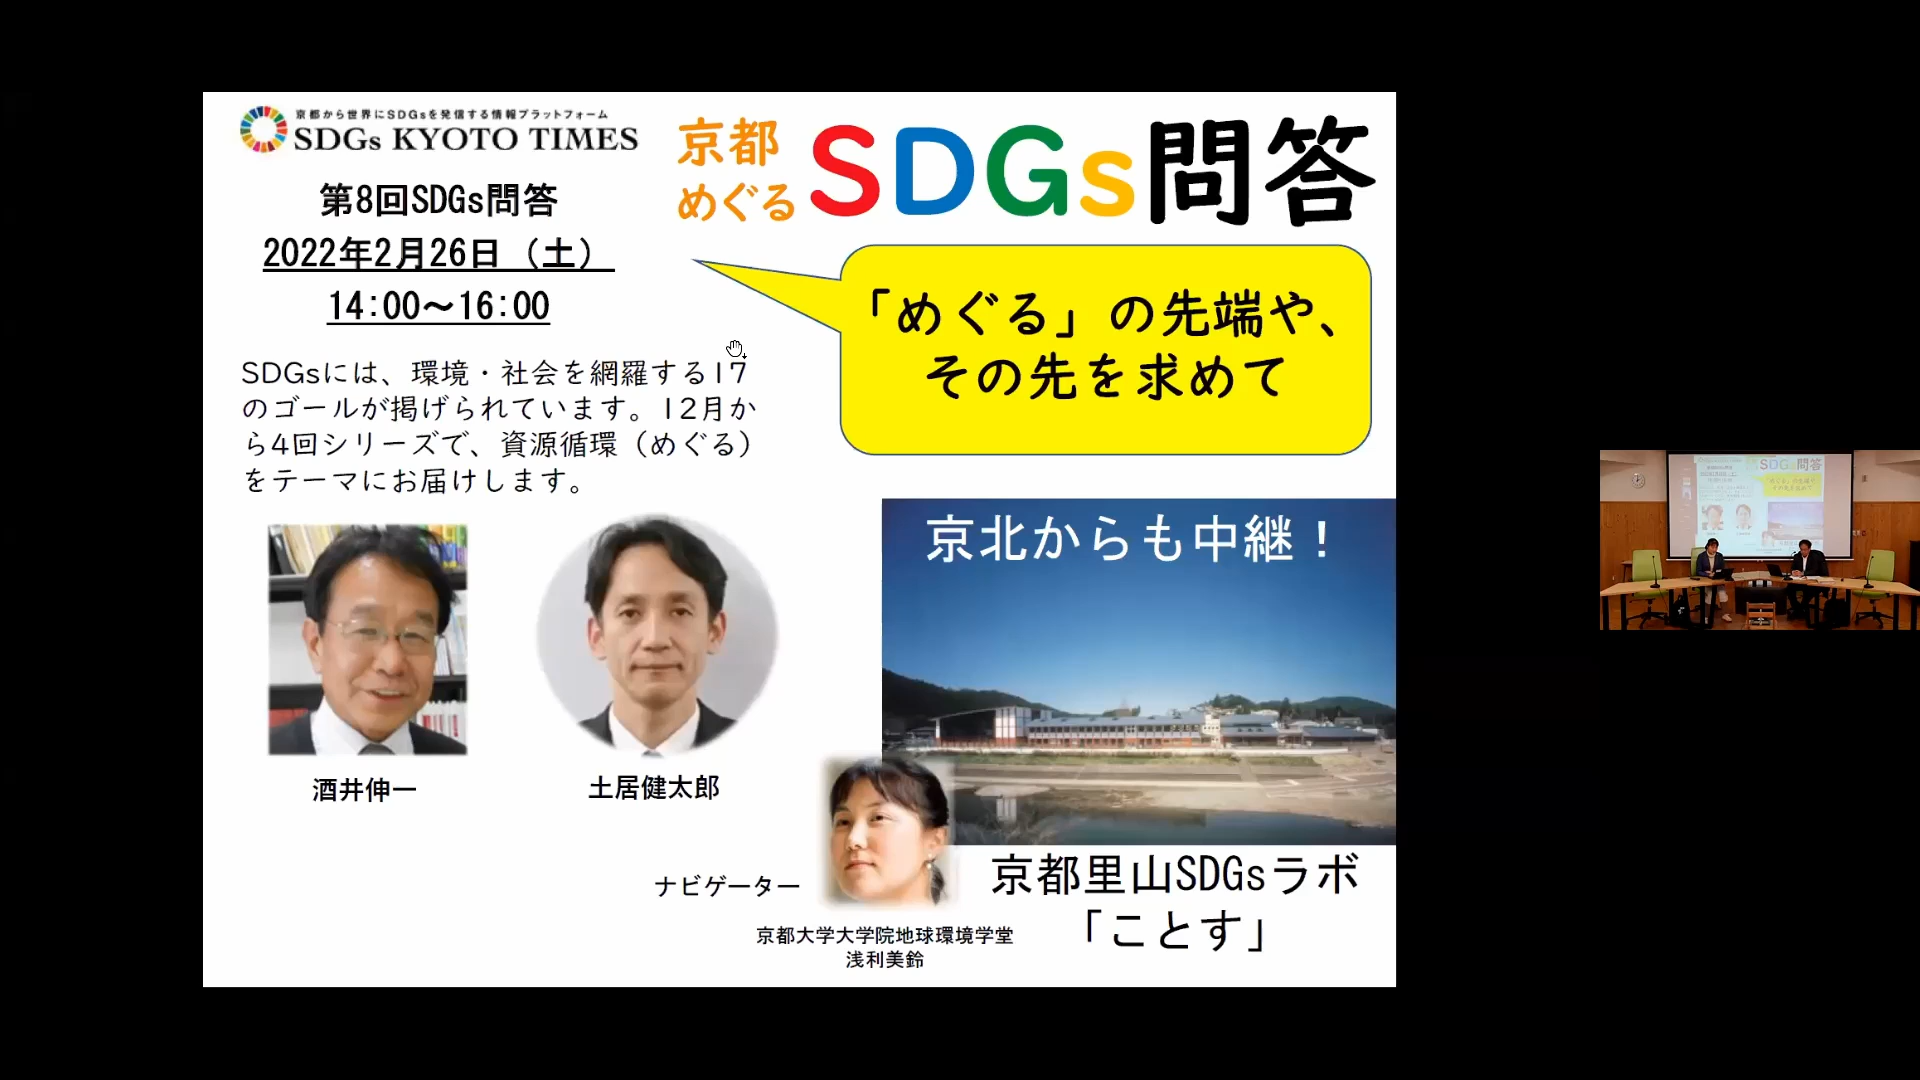 京都から世界にSDGsを発信する情報プラットフォーム
SDGs KYOTO TIMES
京都
めぐる
SDGs問答
第8回SDGs問答
2022年2月26日（土）
14:00～16:00
「めぐる」の先端や、
その先を求めて
SDGsには、環境・社会を網羅する17
のゴールが掲げられています。12月か
ら4回シリーズで、資源循環（めぐる）
をテーマにお届けします。
京北からも中継！
酒井伸一
土居健太郎
ナビゲーター
京都大学大学院地球環境学堂
浅利美鈴
京都里山SDGsラボ
「ことす」
SDGs問答